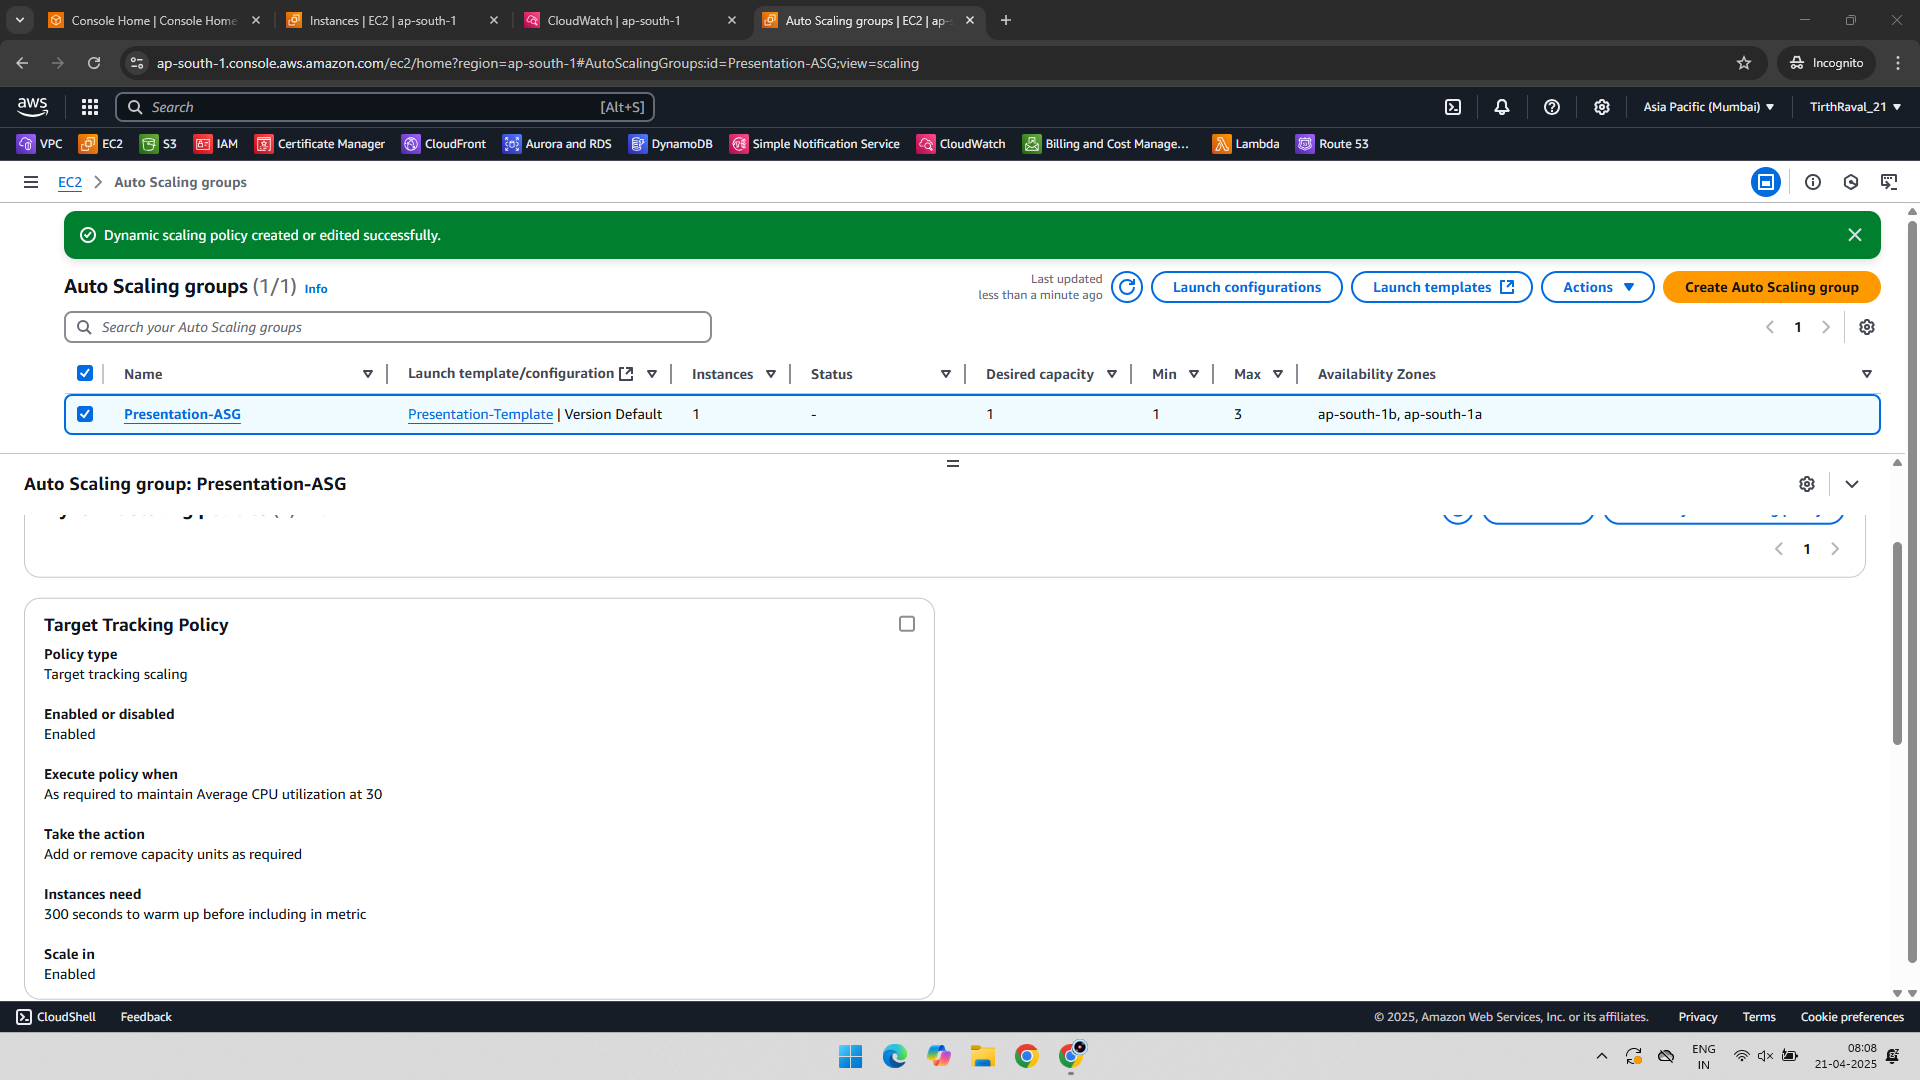 Console Home | Console Home
Instances | EC2 | ap-south-1
CloudWatch | ap-south-1
Auto Scaling groups | EC2 | ap-s
ap-south-1.console.aws.amazon.com/ec2/home?region=ap-south-1#AutoScalingGroups:id=Presentation-ASG;view=scaling
Incognito
aws
Search
[Alt+S]
Asia Pacific (Mumbai)
TirthRaval_21
VPC
EC2
S3
IAM
Certificate Manager
CloudFront
Aurora and RDS
DynamoDB
Simple Notification Service
CloudWatch
Billing and Cost Manage...
Lambda
Route 53
EC2
Auto Scaling groups
Dynamic scaling policy created or edited successfully.
Auto Scaling groups (1/1) Info
Last updated
less than a minute ago
Launch configurations
Launch templates
Actions
Create Auto Scaling group
Search your Auto Scaling groups
1
Name
Launch template/configuration
Instances
Status
Desired capacity
Min
Max
Availability Zones
Presentation-ASG
Presentation-Template | Version Default
1
-
1
1
3
ap-south-1b, ap-south-1a
Auto Scaling group: Presentation-ASG
1
Target Tracking Policy
Policy type
Target tracking scaling
Enabled or disabled
Enabled
Execute policy when
As required to maintain Average CPU utilization at 30
Take the action
Add or remove capacity units as required
Instances need
300 seconds to warm up before including in metric
Scale in
Enabled
CloudShell
Feedback
© 2025, Amazon Web Services, Inc. or its affiliates.
Privacy
Terms
Cookie preferences
ENG
IN
08:08
21-04-2025